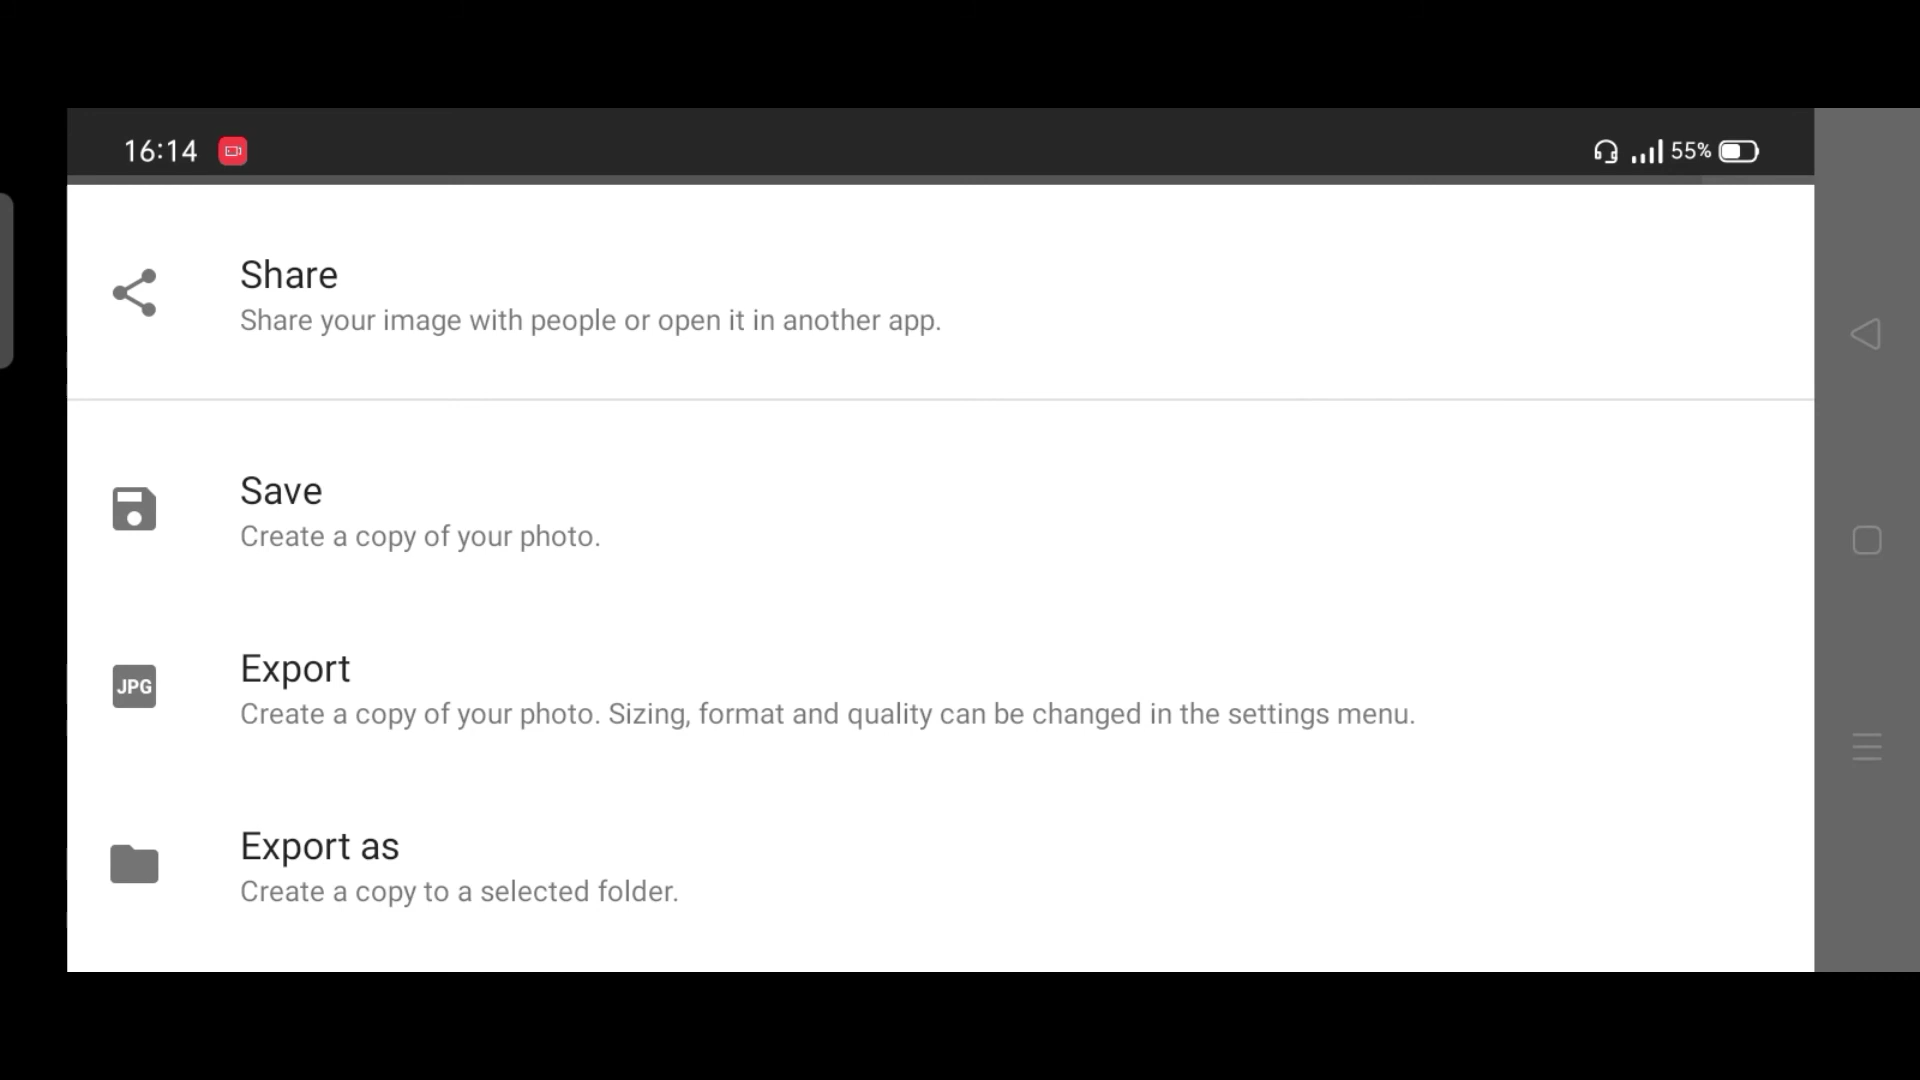 16:14
55%
Share
Share your image with people or open it in another app.
Save
Create a copy of your photo.
JPG
Export
Create a copy of your photo. Sizing, format and quality can be changed in the settings menu.
Export as
Create a copy to a selected folder.